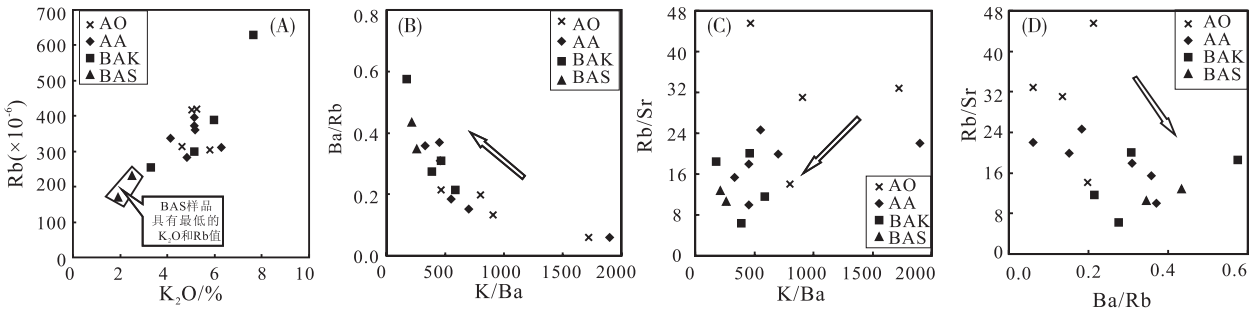 (A)
700
600
500
400
300
200
100
0
Rb(×10⁻⁶)
AO
AA
BAK
BAS
BAS样品
具有最低的
K₂O和Rb值
0 2 4 6 8 10
K₂O/%
(B)
0.8
0.6
0.4
0.2
0.0
Ba/Rb
AO
AA
BAK
BAS
0 500 1000 1500 2000
K/Ba
(C)
48
40
32
24
16
8
0
Rb/Sr
AO
AA
BAK
BAS
0 500 1000 1500 2000
K/Ba
(D)
48
40
32
24
16
8
0
Rb/Sr
AO
AA
BAK
BAS
0.0 0.2 0.4 0.6
Ba/Rb